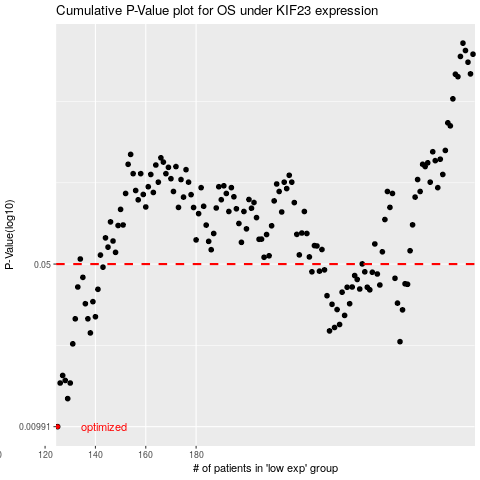 Cumulative P-Value plot for OS under KIF23 expression
P-Value(log10)
0.05
0.00991
optimized
0 120 140 160 180
# of patients in 'low exp' group